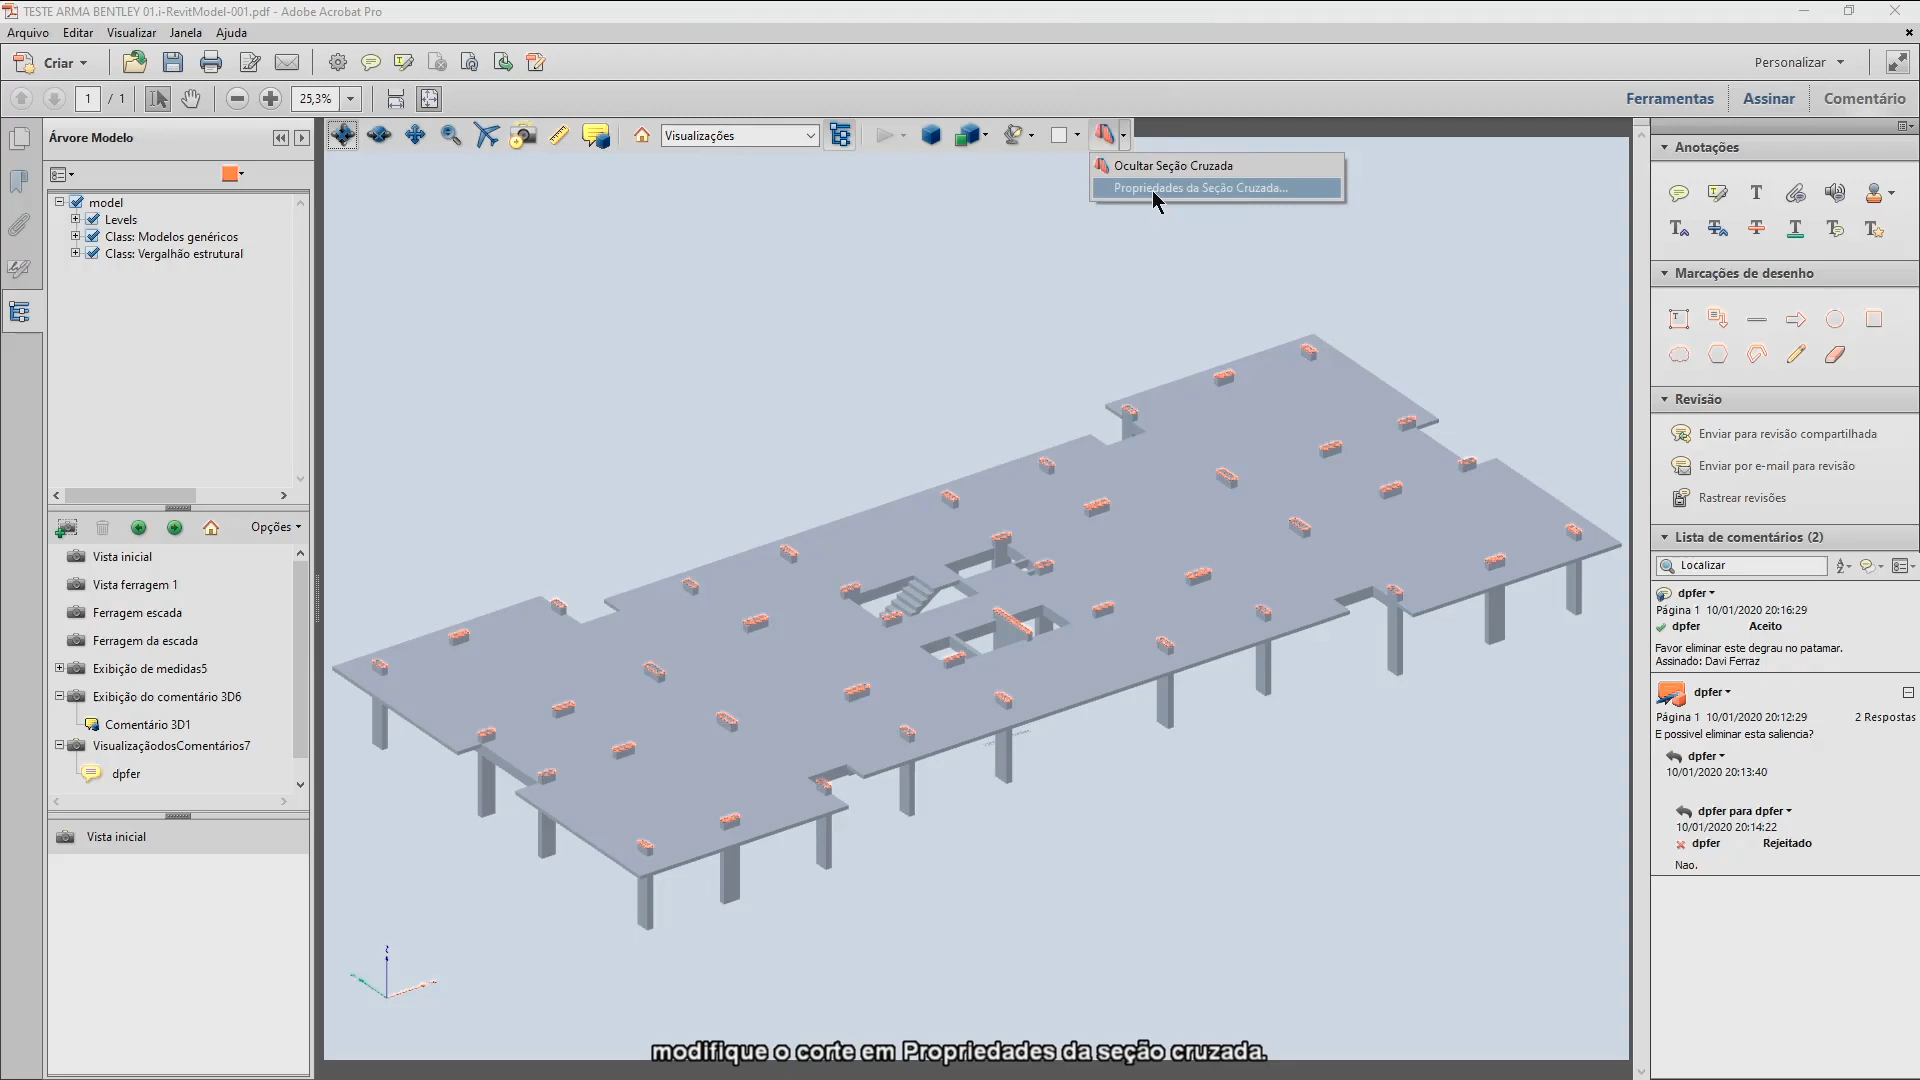 TESTE ARMA BENTLEY 01.i-RevitModel-001.pdf - Adobe Acrobat Pro
Arquivo Editar Visualizar Janela Ajuda
Criar
Personalizar
1 / 1
25,3%
Ferramentas Assinar Comentário
Árvore Modelo
Visualizações
Ocultar Seção Cruzada
Propriedades da Seção Cruzada...
model
Levels
Class: Modelos genéricos
Class: Vergalhão estrutural
Opções
Vista inicial
Vista ferragem 1
Ferragem escada
Ferragem da escada
Exibição de medidas5
Exibição do comentário 3D6
Comentário 3D1
VisualizaçãodosComentários7
dpfer
Vista inicial
z
Anotações
Marcações de desenho
Revisão
Enviar para revisão compartilhada
Enviar por e-mail para revisão
Rastrear revisões
Lista de comentários (2)
Localizar
dpfer
Página 1 10/01/2020 20:16:29
dpfer Aceito
Favor eliminar este degrau no patamar.
Assinado: Davi Ferraz
dpfer
Página 1 10/01/2020 20:12:29 2 Respostas
E possivel eliminar esta saliencia?
dpfer
10/01/2020 20:13:40
dpfer para dpfer
10/01/2020 20:14:22
dpfer Rejeitado
Nao.
modifique o corte em Propriedades da seção cruzada.